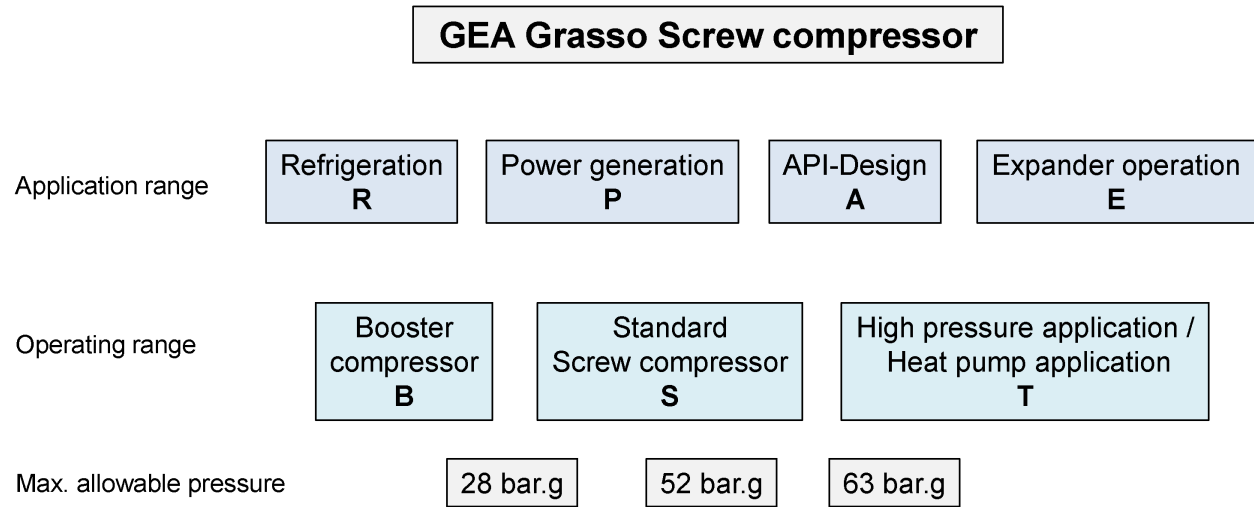 GEA Grasso Screw compressor
Application range
Refrigeration
R
Power generation
P
API-Design
A
Expander operation
E
Operating range
Booster
compressor
B
Standard
Screw compressor
S
High pressure application /
Heat pump application
T
Max. allowable pressure
28 bar.g
52 bar.g
63 bar.g